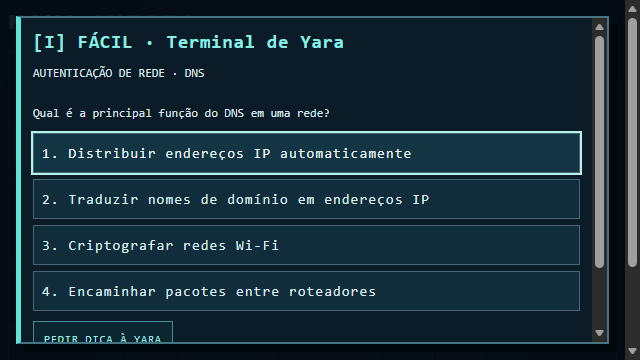 [I] FÁCIL · Terminal de Yara
AUTENTICAÇÃO DE REDE · DNS
Qual é a principal função do DNS em uma rede?
1. Distribuir endereços IP automaticamente
2. Traduzir nomes de domínio em endereços IP
3. Criptografar redes Wi-Fi
4. Encaminhar pacotes entre roteadores
PEDIR DICA À YARA